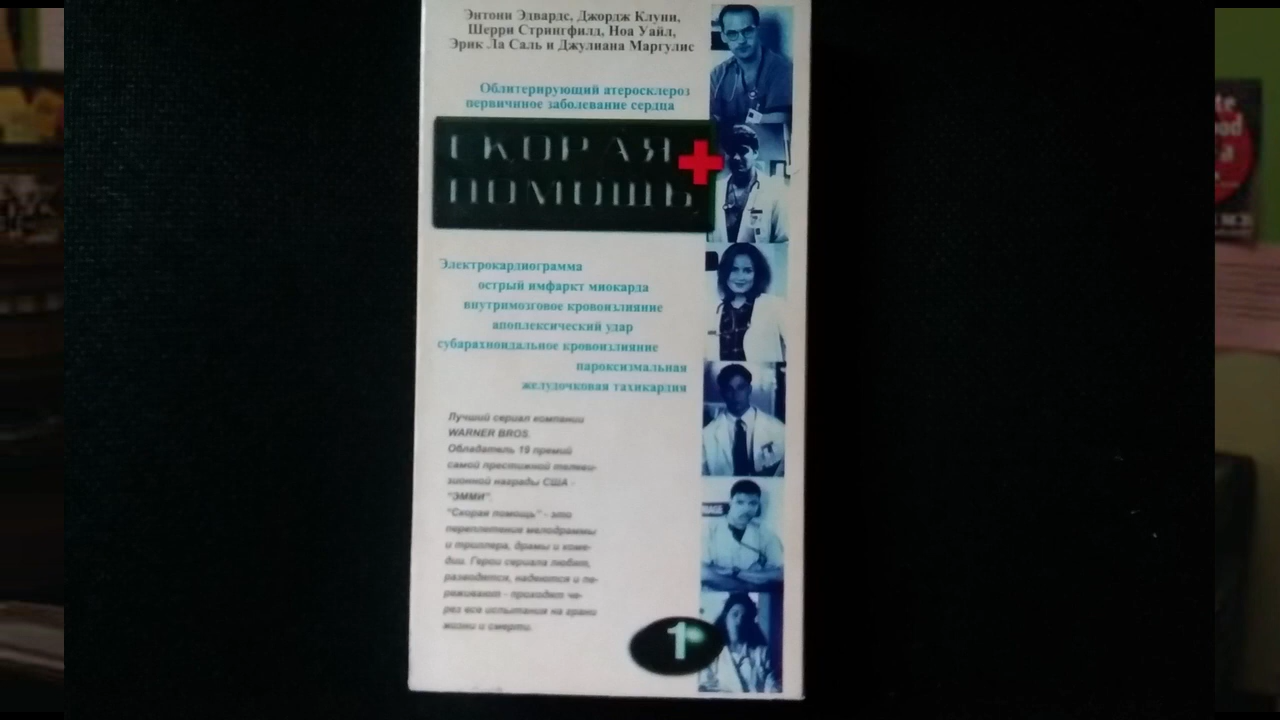 Энтони Эдвардс, Джордж Клуни,
Шерри Стрингфилд, Ноа Уайл,
Эрик Ла Саль и Джулиана Маргулис
Облитерирующий атеросклероз
первичиное заболевание сердца
СКОРАЯ
ПОМОЩЬ
Электрокардиограмма
острый имфаркт миокарда
внутримозговое кровоизлияние
апоплексический удар
субарахноидальное кровоизлияние
пароксизмальная
желудочковая тахикардия
Лучший сериал компании
WARNER BROS.
Обладатель 19 премий
самой престижной телеви-
зионной награды США -
"ЭММИ".
"Скорая помощь" - это
переплетение мелодраммы
и триллера, драмы и коме-
дии. Герои сериала любят,
разводятся, надеются и пе-
реживают - проходят че-
рез все испытания на грани
жизни и смерти.
1